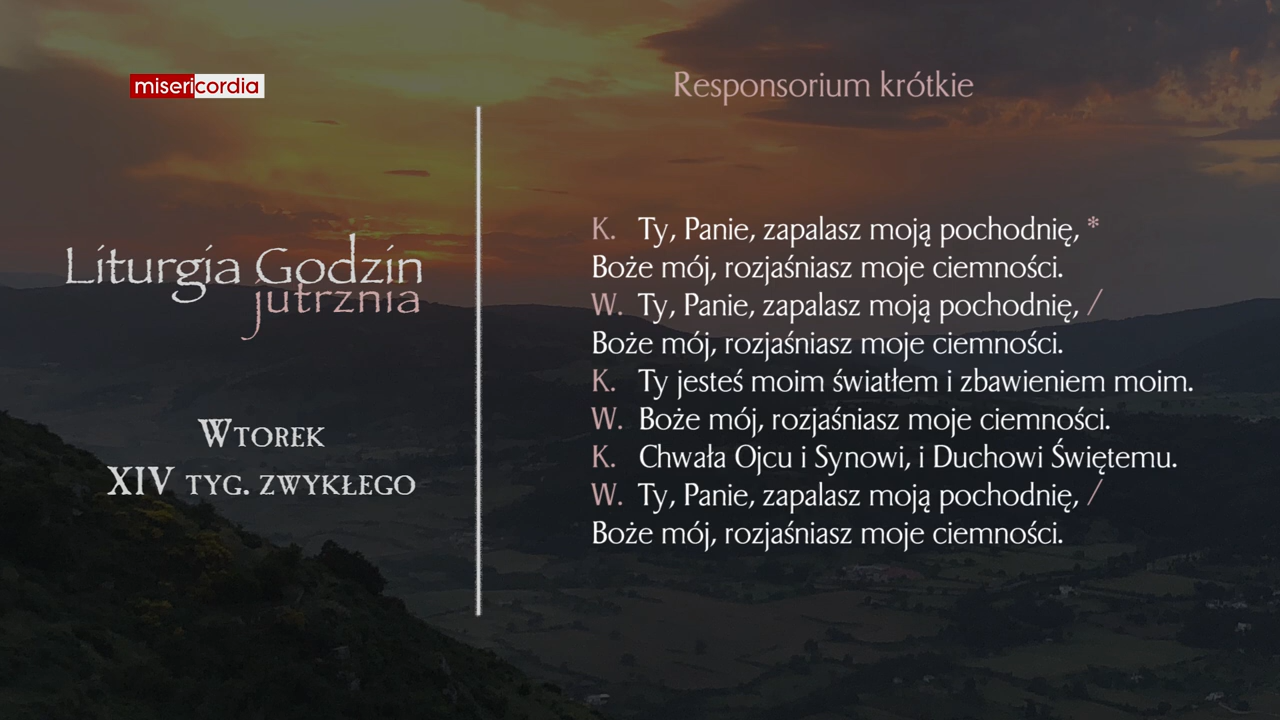 misericordia
Liturgia Godzin
jutrznia
Wtorek
XIV tyg. zwykłego
Responsorium krótkie
K. Ty, Panie, zapalasz moją pochodnię, *
Boże mój, rozjaśniasz moje ciemności.
W. Ty, Panie, zapalasz moją pochodnię, /
Boże mój, rozjaśniasz moje ciemności.
K. Ty jesteś moim światłem i zbawieniem moim.
W. Boże mój, rozjaśniasz moje ciemności.
K. Chwała Ojcu i Synowi, i Duchowi Świętemu.
W. Ty, Panie, zapalasz moją pochodnię, /
Boże mój, rozjaśniasz moje ciemności.